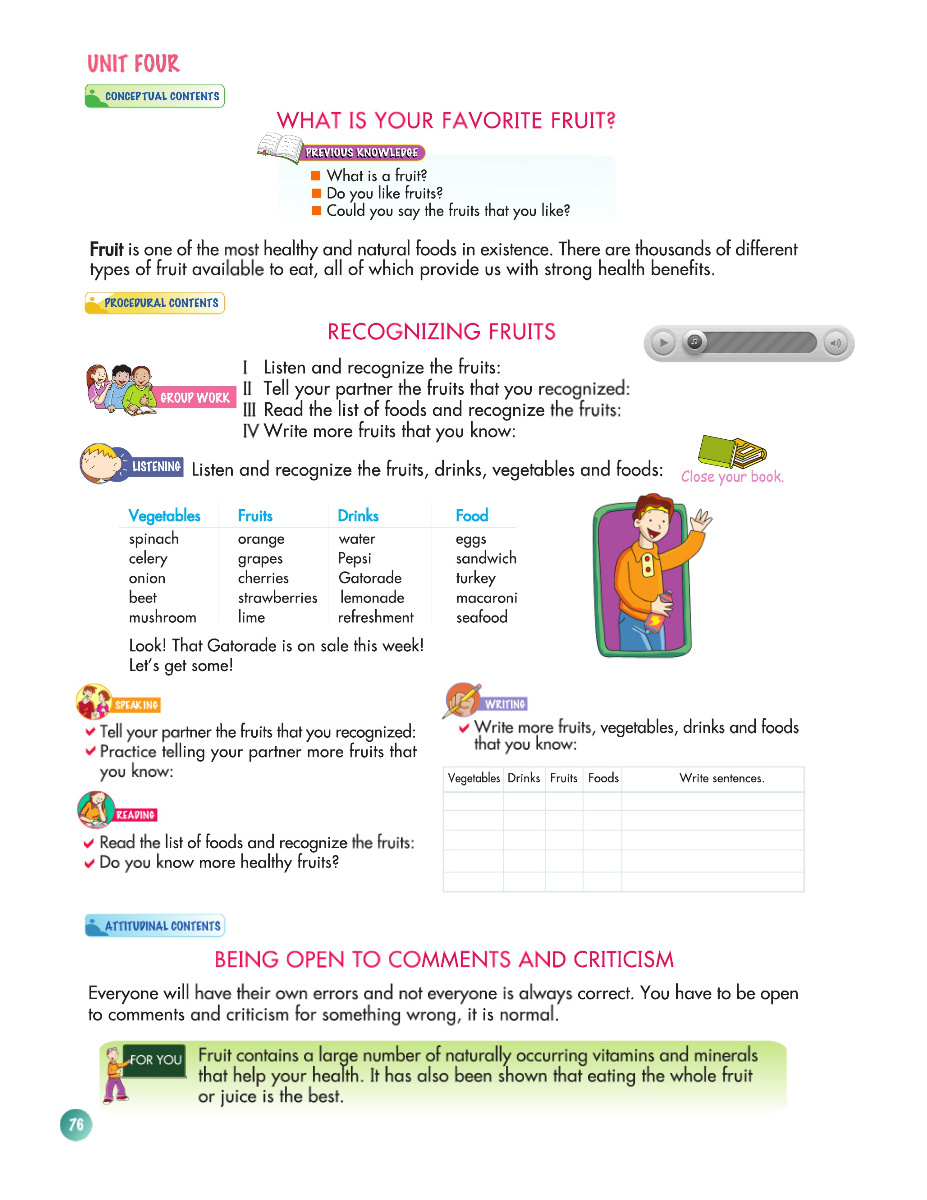 UNIT FOUR
CONCEPTUAL CONTENTS
WHAT IS YOUR FAVORITE FRUIT?
PREVIOUS KNOWLEDGE
What is a fruit?
Do you like fruits?
Could you say the fruits that you like?
Fruit is one of the most healthy and natural foods in existence. There are thousands of different
types of fruit available to eat, all of which provide us with strong health benefits.
PROCEDURAL CONTENTS
RECOGNIZING FRUITS
GROUP WORK
I Listen and recognize the fruits:
II Tell your partner the fruits that you recognized:
III Read the list of foods and recognize the fruits:
IV Write more fruits that you know:
LISTENING Listen and recognize the fruits, drinks, vegetables and foods:
Close your book.
Vegetables Fruits Drinks Food
spinach orange water eggs
celery grapes Pepsi sandwich
onion cherries Gatorade turkey
beet strawberries lemonade macaroni
mushroom lime refreshment seafood
Look! That Gatorade is on sale this week!
Let's get some!
SPEAKING
Tell your partner the fruits that you recognized:
Practice telling your partner more fruits that
you know:
READING
Read the list of foods and recognize the fruits:
Do you know more healthy fruits?
WRITING
Write more fruits, vegetables, drinks and foods
that you know:
Vegetables Drinks Fruits Foods Write sentences.
ATTITUDINAL CONTENTS
BEING OPEN TO COMMENTS AND CRITICISM
Everyone will have their own errors and not everyone is always correct. You have to be open
to comments and criticism for something wrong, it is normal.
FOR YOU
Fruit contains a large number of naturally occurring vitamins and minerals
that help your health. It has also been shown that eating the whole fruit
or juice is the best.
76